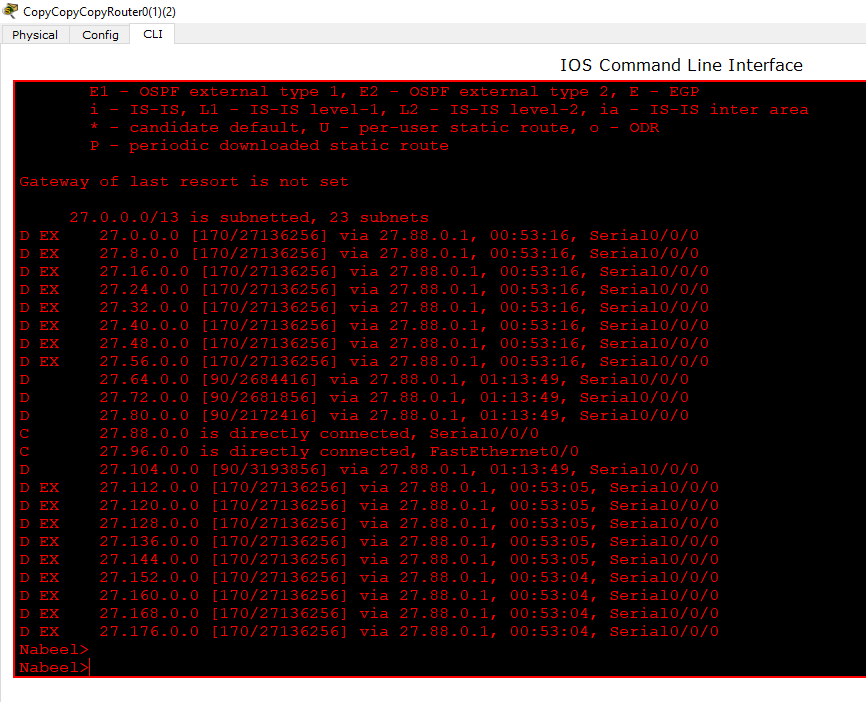 CopyCopyCopyRouter0(1)(2)
Physical Config CLI
IOS Command Line Interface
E1 - OSPF external type 1, E2 - OSPF external type 2, E - EGP
i - IS-IS, L1 - IS-IS level-1, L2 - IS-IS level-2, ia - IS-IS inter area
* - candidate default, U - per-user static route, o - ODR
P - periodic downloaded static route
Gateway of last resort is not set
27.0.0.0/13 is subnetted, 23 subnets
D EX 27.0.0.0 [170/27136256] via 27.88.0.1, 00:53:16, Serial0/0/0
D EX 27.8.0.0 [170/27136256] via 27.88.0.1, 00:53:16, Serial0/0/0
D EX 27.16.0.0 [170/27136256] via 27.88.0.1, 00:53:16, Serial0/0/0
D EX 27.24.0.0 [170/27136256] via 27.88.0.1, 00:53:16, Serial0/0/0
D EX 27.32.0.0 [170/27136256] via 27.88.0.1, 00:53:16, Serial0/0/0
D EX 27.40.0.0 [170/27136256] via 27.88.0.1, 00:53:16, Serial0/0/0
D EX 27.48.0.0 [170/27136256] via 27.88.0.1, 00:53:16, Serial0/0/0
D EX 27.56.0.0 [170/27136256] via 27.88.0.1, 00:53:16, Serial0/0/0
D 27.64.0.0 [90/2684416] via 27.88.0.1, 01:13:49, Serial0/0/0
D 27.72.0.0 [90/2681856] via 27.88.0.1, 01:13:49, Serial0/0/0
D 27.80.0.0 [90/2172416] via 27.88.0.1, 01:13:49, Serial0/0/0
C 27.88.0.0 is directly connected, Serial0/0/0
C 27.96.0.0 is directly connected, FastEthernet0/0
D 27.104.0.0 [90/3193856] via 27.88.0.1, 01:13:49, Serial0/0/0
D EX 27.112.0.0 [170/27136256] via 27.88.0.1, 00:53:05, Serial0/0/0
D EX 27.120.0.0 [170/27136256] via 27.88.0.1, 00:53:05, Serial0/0/0
D EX 27.128.0.0 [170/27136256] via 27.88.0.1, 00:53:05, Serial0/0/0
D EX 27.136.0.0 [170/27136256] via 27.88.0.1, 00:53:05, Serial0/0/0
D EX 27.144.0.0 [170/27136256] via 27.88.0.1, 00:53:05, Serial0/0/0
D EX 27.152.0.0 [170/27136256] via 27.88.0.1, 00:53:04, Serial0/0/0
D EX 27.160.0.0 [170/27136256] via 27.88.0.1, 00:53:04, Serial0/0/0
D EX 27.168.0.0 [170/27136256] via 27.88.0.1, 00:53:04, Serial0/0/0
D EX 27.176.0.0 [170/27136256] via 27.88.0.1, 00:53:04, Serial0/0/0
Nabeel>
Nabeel>